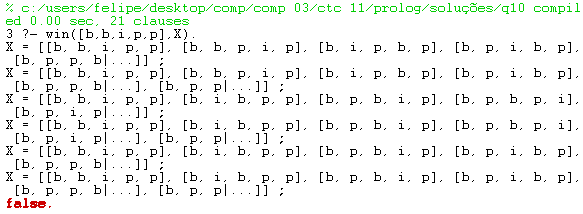 % c:/users/felipe/desktop/comp/comp 03/ctc 11/prolog/soluções/q10 compil
ed 0.00 sec, 21 clauses
3 ?- win([b,b,i,p,p],X).
X = [[b, b, i, p, p], [b, b, p, i, p], [b, i, p, b, p], [b, p, i, b, p],
[b, p, p, b|...]] ;
X = [[b, b, i, p, p], [b, b, p, i, p], [b, i, p, b, p], [b, p, i, b, p],
[b, p, p, b|...], [b, p, p|...]] ;
X = [[b, b, i, p, p], [b, i, b, p, p], [b, p, b, i, p], [b, p, b, p, i],
[b, p, i, p|...]] ;
X = [[b, b, i, p, p], [b, i, b, p, p], [b, p, b, i, p], [b, p, b, p, i],
[b, p, i, p|...], [b, p, p|...]] ;
X = [[b, b, i, p, p], [b, i, b, p, p], [b, p, b, i, p], [b, p, i, b, p],
[b, p, p, b|...], [b, p, p|...]] ;
false.